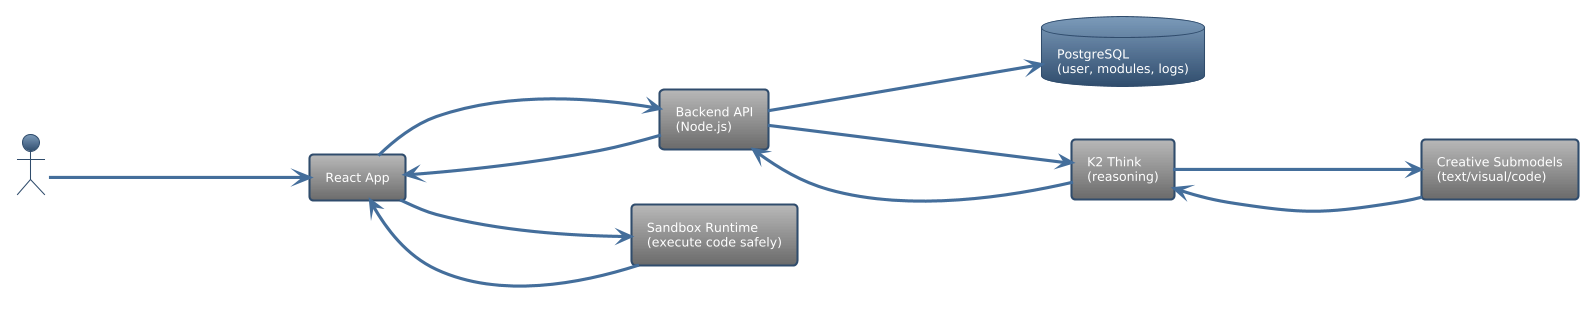 PostgreSQL
(user, modules, logs)
Backend API
(Node.js)
React App
K2 Think
(reasoning)
Creative Submodels
(text/visual/code)
Sandbox Runtime
(execute code safely)